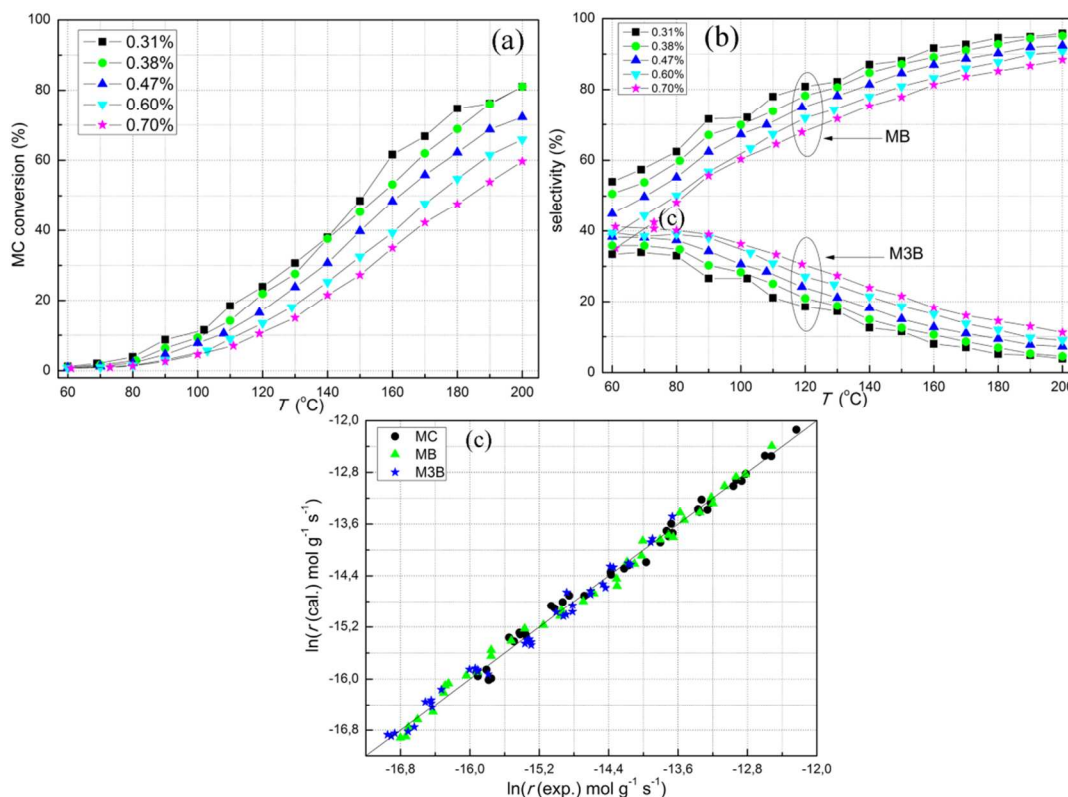 (a)
0.31%
0.38%
0.47%
0.60%
0.70%
MC conversion (%)
100
80
60
40
20
0
60 80 100 120 140 160 180 200
T (°C)
(b)
0.31%
0.38%
0.47%
0.60%
0.70%
selectivity (%)
100
80
60
40
20
0
MB
(c)
M3B
60 80 100 120 140 160 180 200
T (°C)
(c)
MC
MB
M3B
ln(r (cal.) mol g⁻¹ s⁻¹)
-12,0
-12,8
-13,6
-14,4
-15,2
-16,0
-16,8
-16,8 -16,0 -15,2 -14,4 -13,6 -12,8 -12,0
ln(r (exp.) mol g⁻¹ s⁻¹)